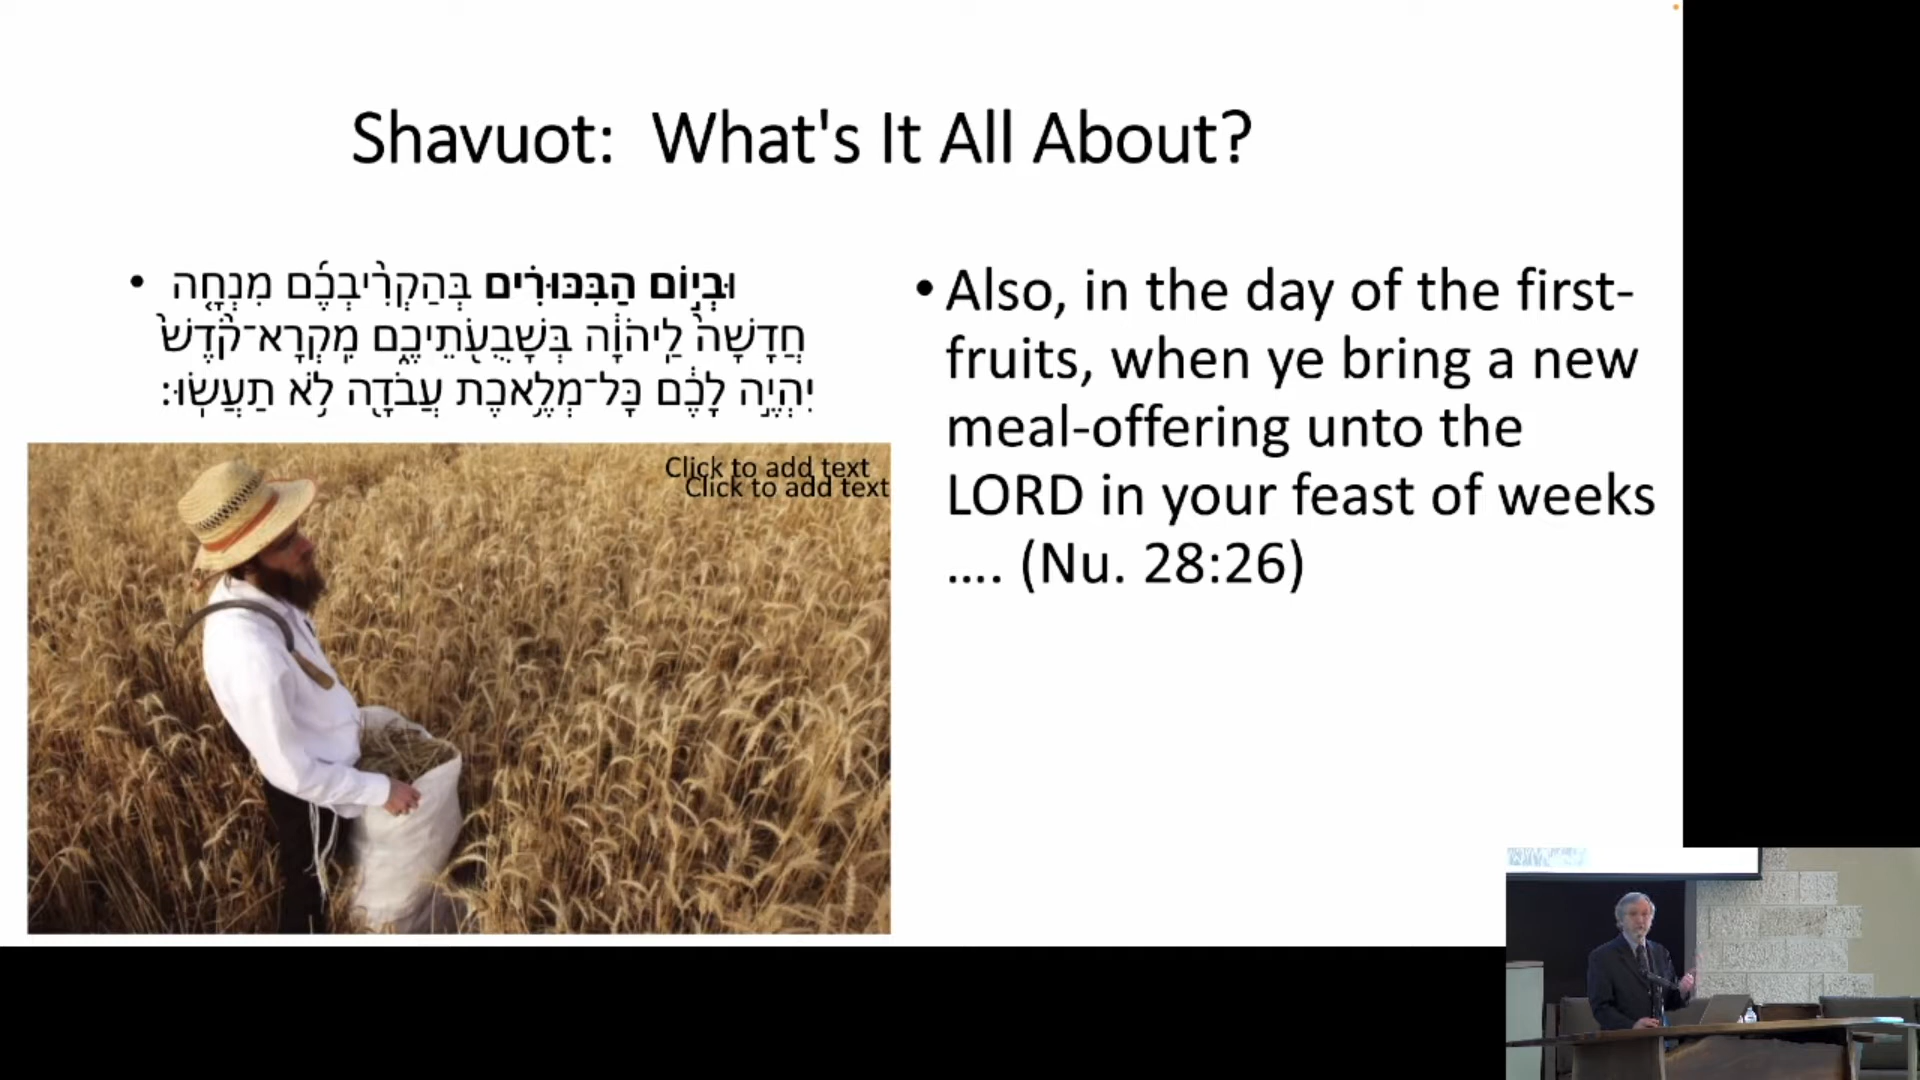 Shavuot:  What's It All About?
• וּבְי֣וֹם הַבִּכּוּרִ֗ים בְּהַקְרִ֨יבְכֶ֜ם מִנְחָ֤ה
חֲדָשָׁה֙ לַֽיהֹוָ֔ה בְּשָׁבֻעֹ֖תֵיכֶ֑ם מִֽקְרָא־קֹ֙דֶשׁ֙
יִהְיֶ֣ה לָכֶ֔ם כׇּל־מְלֶ֥אכֶת עֲבֹדָ֖ה לֹ֥א תַעֲשֽׂוּ׃
Click to add text
Click to add text
• Also, in the day of the first-
fruits, when ye bring a new
meal-offering unto the
LORD in your feast of weeks
.... (Nu. 28:26)